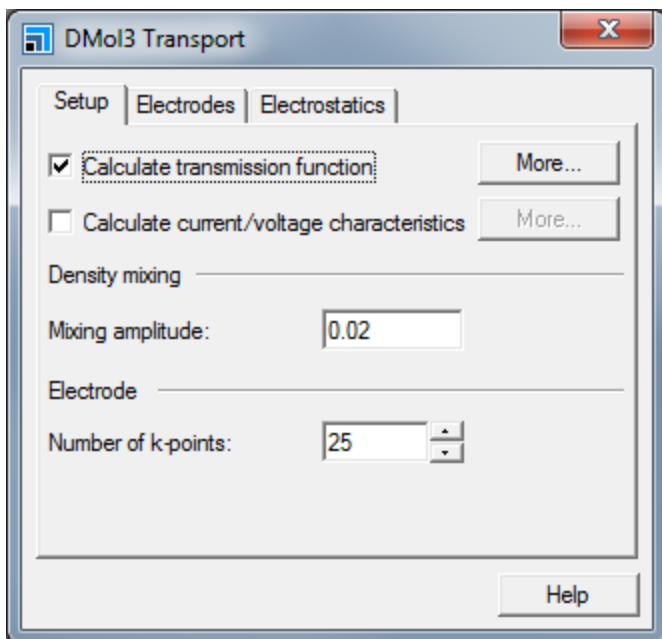 DMol3 Transport
Setup Electrodes Electrostatics
Calculate transmission function More...
Calculate current/voltage characteristics More...
Density mixing
Mixing amplitude: 0.02
Electrode
Number of k-points: 25
Help